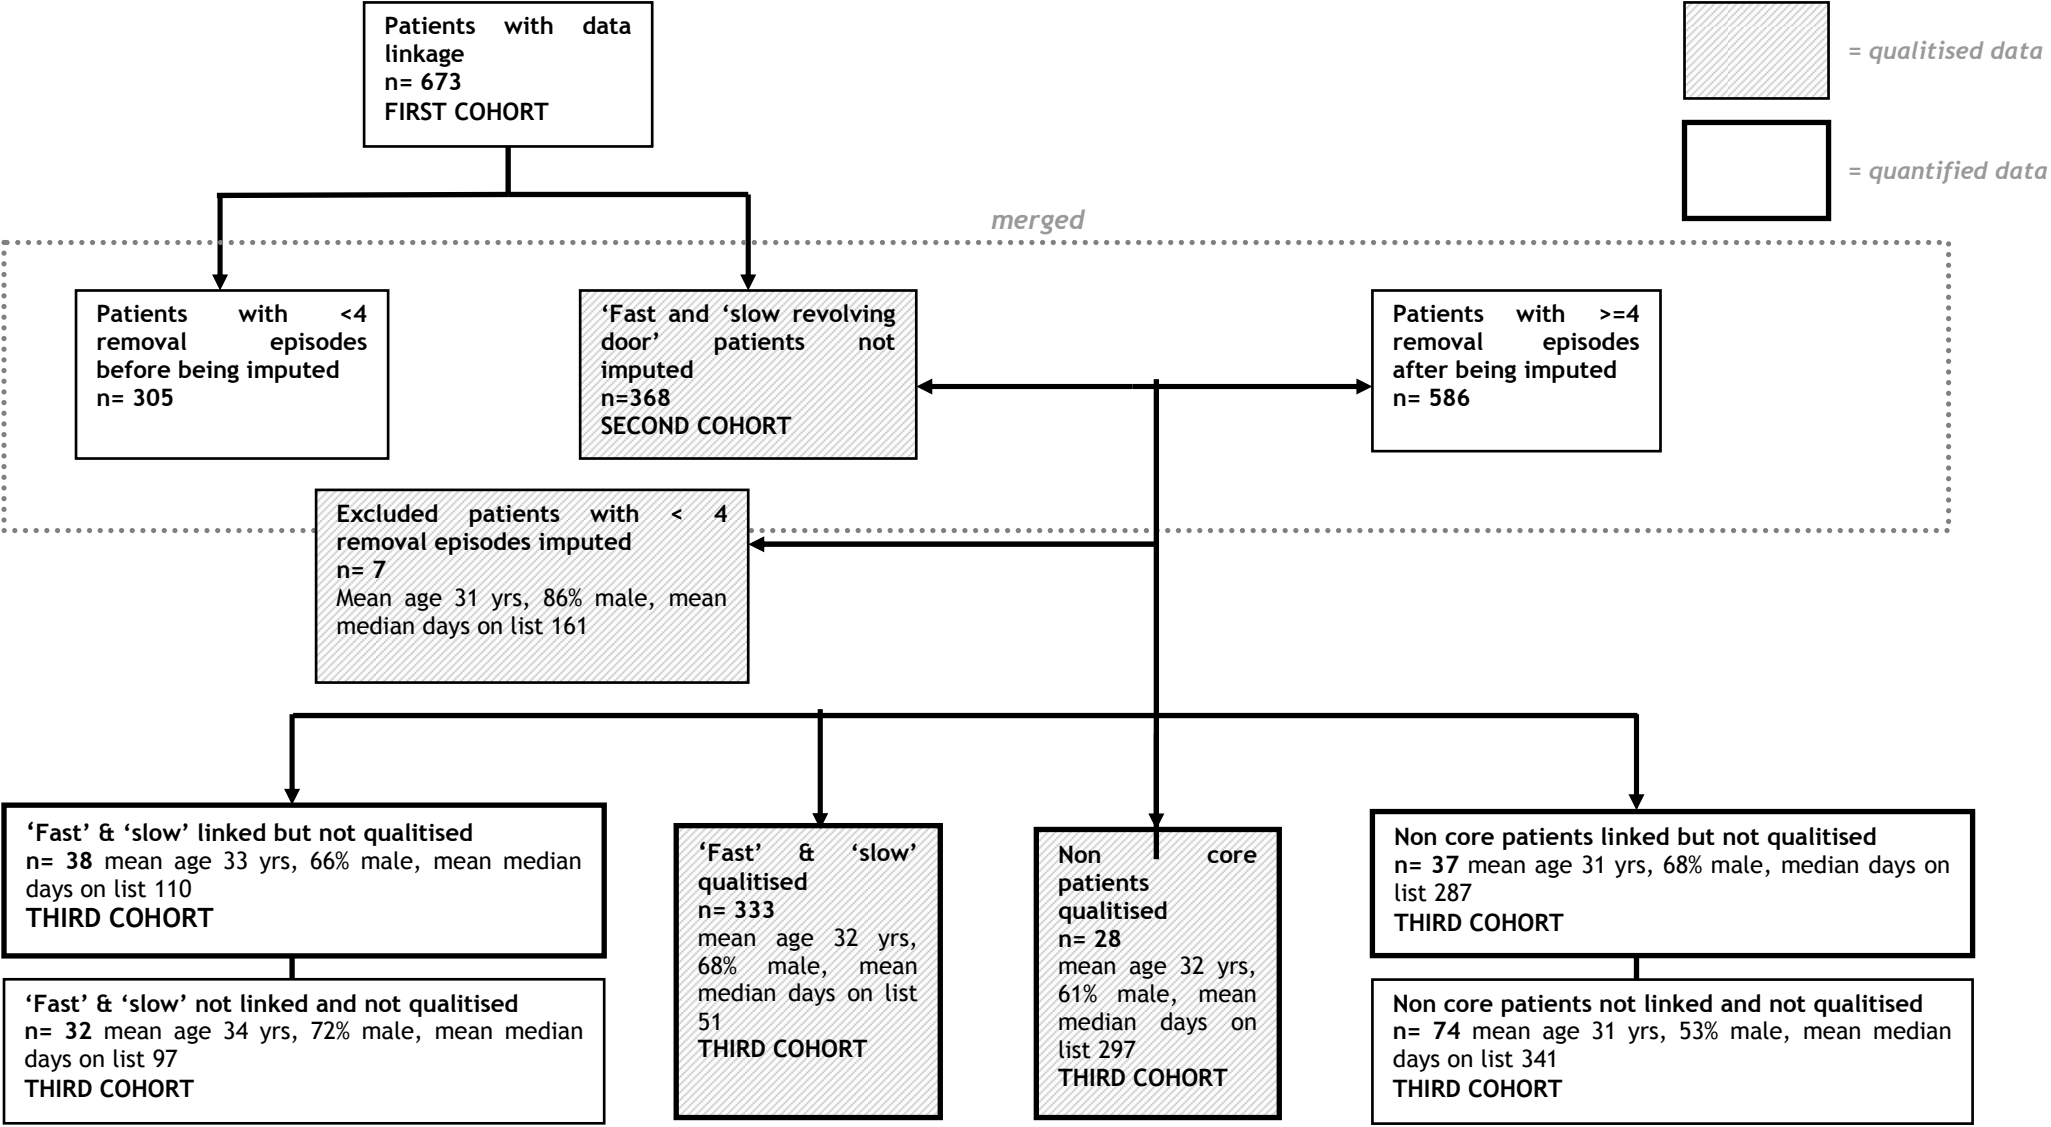 Patients with data
linkage
n= 673
FIRST COHORT
= qualitised data
= quantified data
merged
Patients with <4
removal episodes
before being imputed
n= 305
‘Fast and ‘slow revolving
door’ patients not
imputed
n=368
SECOND COHORT
Patients with >=4
removal episodes
after being imputed
n= 586
Excluded patients with < 4
removal episodes imputed
n= 7
Mean age 31 yrs, 86% male, mean
median days on list 161
‘Fast’ & ‘slow’ linked but not qualitised
n= 38 mean age 33 yrs, 66% male, mean median
days on list 110
THIRD COHORT
‘Fast’ & ‘slow’ not linked and not qualitised
n= 32 mean age 34 yrs, 72% male, mean median
days on list 97
THIRD COHORT
‘Fast’ & ‘slow’
qualitised
n= 333
mean age 32 yrs,
68% male, mean
median days on list
51
THIRD COHORT
Non core
patients
qualitised
n= 28
mean age 32 yrs,
61% male, mean
median days on
list 297
THIRD COHORT
Non core patients linked but not qualitised
n= 37 mean age 31 yrs, 68% male, median days on
list 287
THIRD COHORT
Non core patients not linked and not qualitised
n= 74 mean age 31 yrs, 53% male, mean median
days on list 341
THIRD COHORT